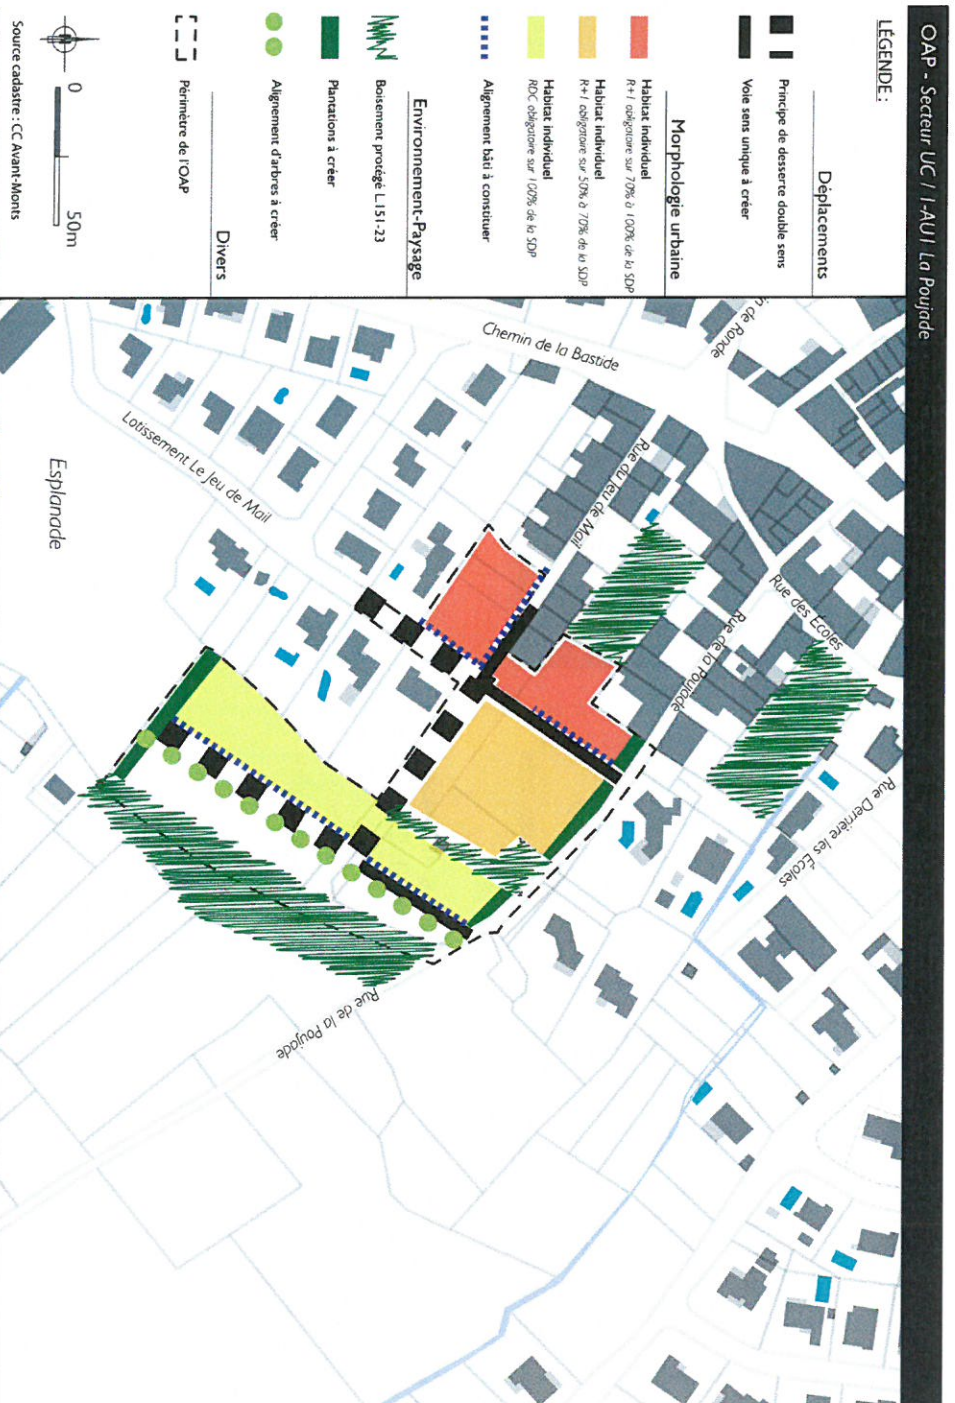 OAP - Secteur UC / 1-AU1 La Poujade
LÉGENDE :
Déplacements
Principe de desserte double sens
Voie sens unique à créer
Morphologie urbaine
Habitat individuel
R+1 obligatoire sur 70% à 100% de la SDP
Habitat individuel
R+1 obligatoire sur 50% à 70% de la SDP
Habitat individuel
RDC obligatoire sur 100% de la SDP
Alignement bâti à constituer
Environnement-Paysage
Boisement protégé L.151-23
Plantations à créer
Alignement d'arbres à créer
Divers
Périmètre de l'OAP
0
50m
Source cadastre : CC Avant-Monts
in de Ronde
Chemin de la Bastide
Rue du Jeu de Mail
Rue des Écoles
Rue de la Poujade
Rue Derrière les Écoles
Lotissement Le Jeu de Mail
Esplanade
Rue de la Poujade